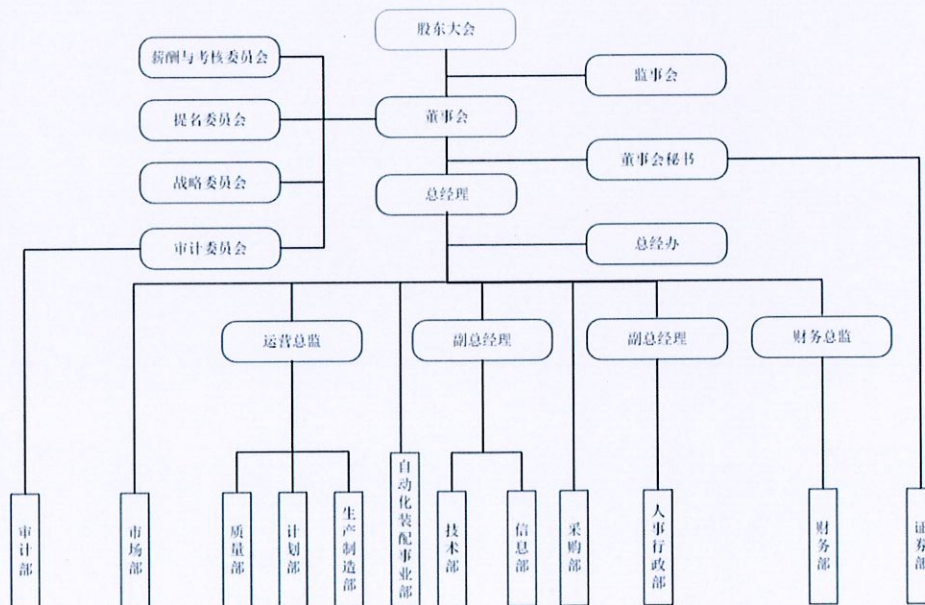 股东大会
薪酬与考核委员会
监事会
提名委员会
董事会
董事会秘书
战略委员会
总经理
审计委员会
总经办
运营总监
副总经理
副总经理
财务总监
审计部
市场部
质量部
计划部
生产制造部
自动化装配事业部
技术部
信息部
采购部
人事行政部
财务部
证券部